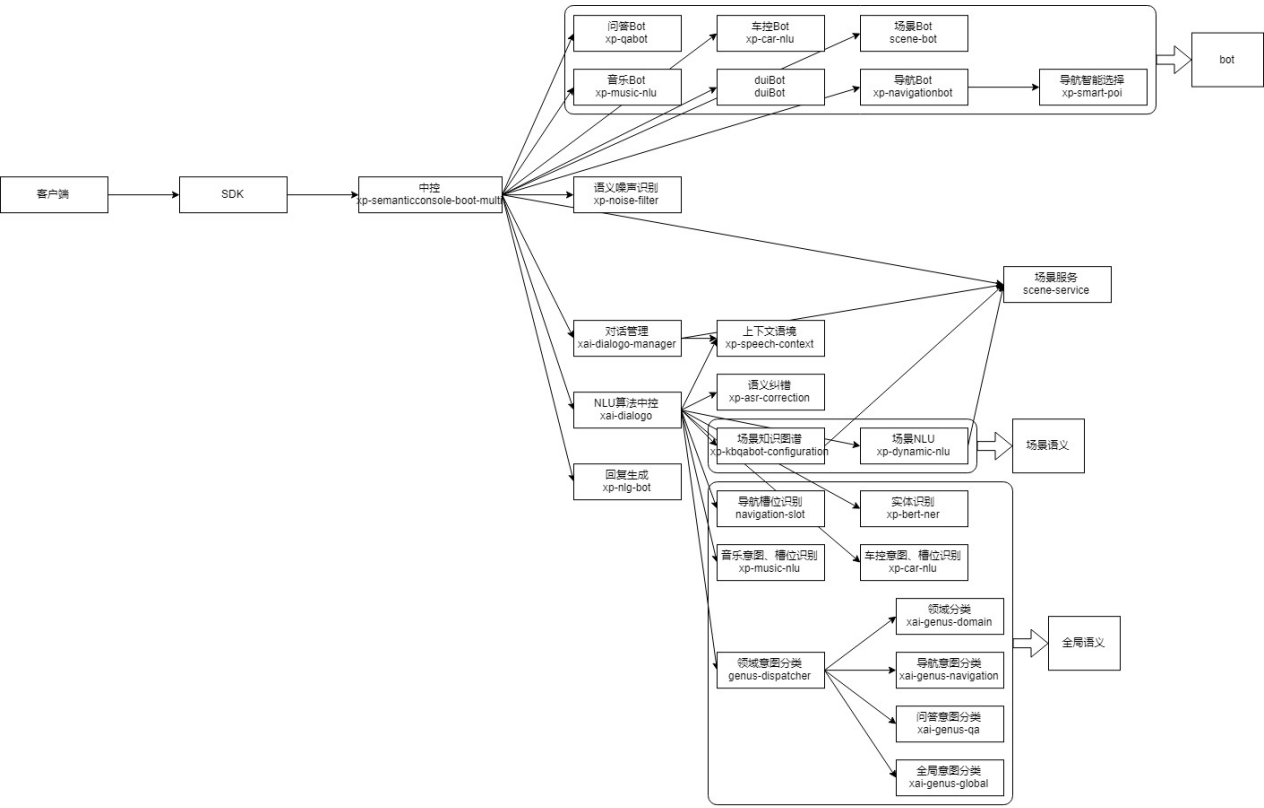 问答Bot
xp-qabot
车控Bot
xp-car-nlu
场景Bot
scene-bot
bot
音乐Bot
xp-music-nlu
duiBot
duiBot
导航Bot
xp-navigationbot
导航智能选择
xp-smart-poi
客户端
SDK
中控
xp-semanticconsole-boot-multi
语义噪声识别
xp-noise-filter
场景服务
scene-service
对话管理
xai-dialogo-manager
上下文语境
xp-speech-context
语义纠错
xp-asr-correction
NLU算法中控
xai-dialogo
场景知识图谱
xp-kbqabot-configuration
场景NLU
xp-dynamic-nlu
场景语义
回复生成
xp-nlg-bot
导航槽位识别
navigation-slot
实体识别
xp-bert-ner
音乐意图、槽位识别
xp-music-nlu
车控意图、槽位识别
xp-car-nlu
领域分类
xai-genus-domain
全局语义
领域意图分类
genus-dispatcher
导航意图分类
xai-genus-navigation
问答意图分类
xai-genus-qa
全局意图分类
xai-genus-global